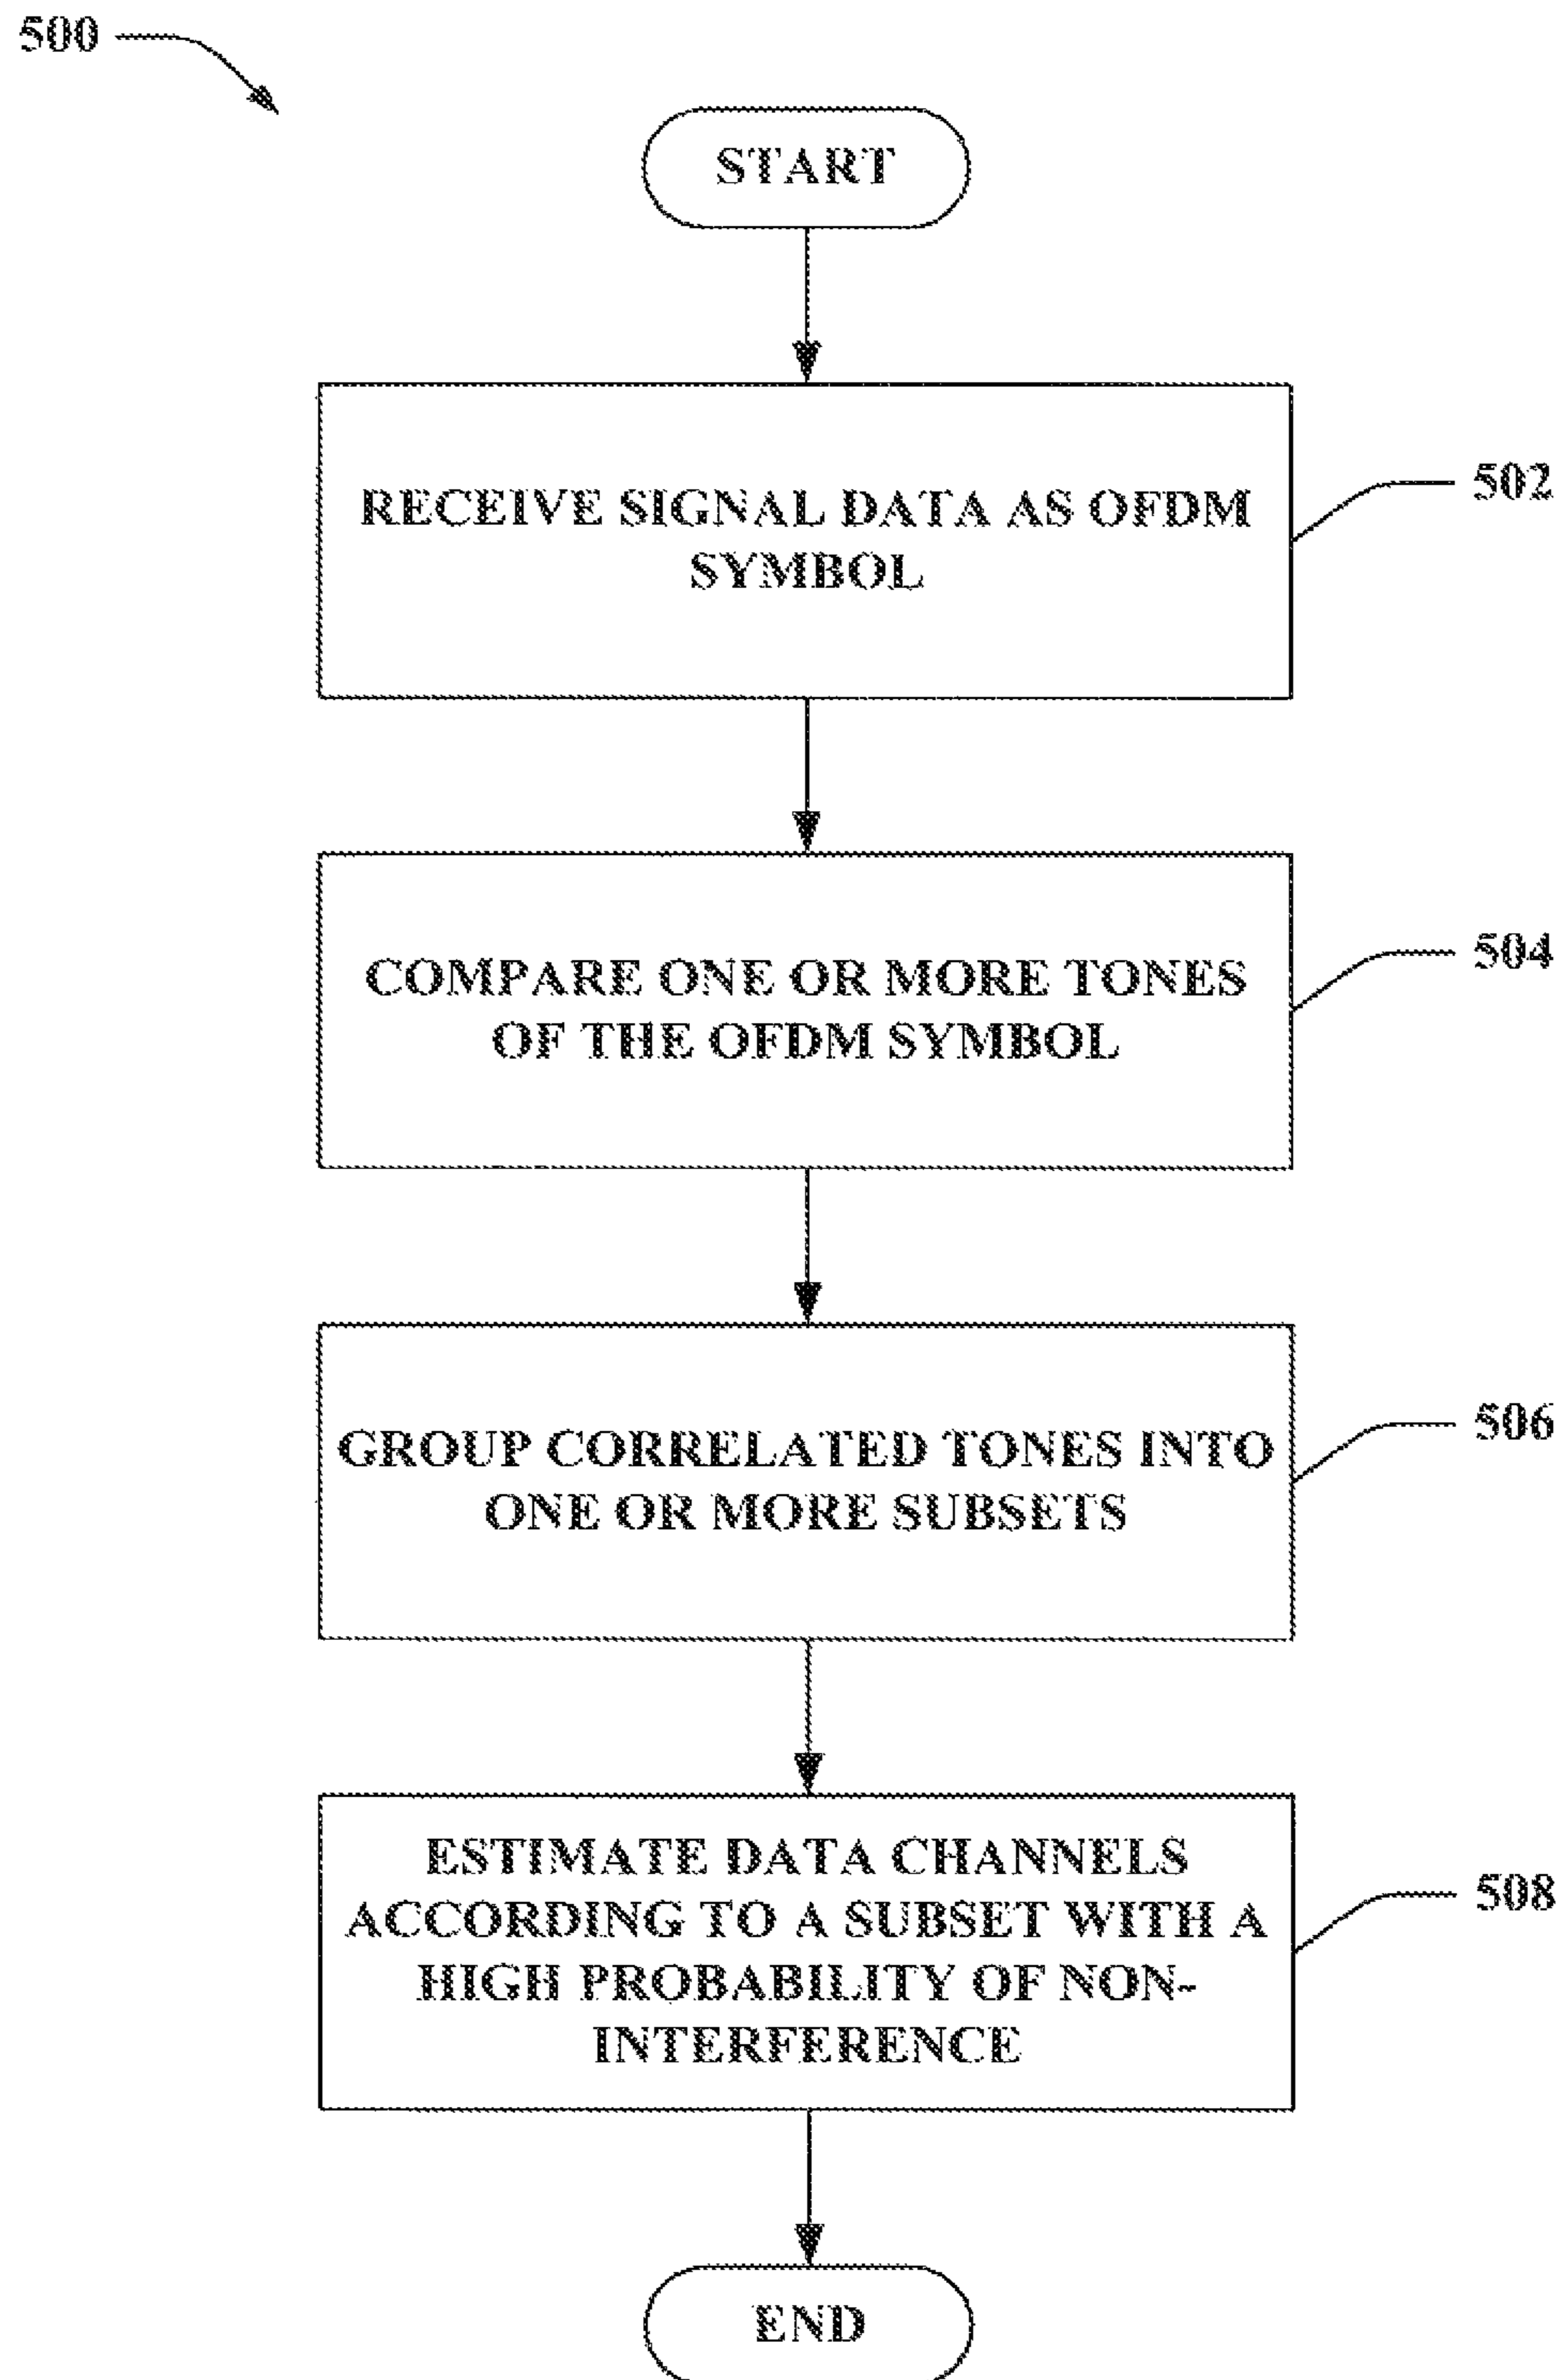 500
START
RECEIVE SIGNAL DATA AS OFDM
SYMBOL
502
COMPARE ONE OR MORE TONES
OF THE OFDM SYMBOL
504
GROUP CORRELATED TONES INTO
ONE OR MORE SUBSETS
506
ESTIMATE DATA CHANNELS
ACCORDING TO A SUBSET WITH A
HIGH PROBABILITY OF NON-
INTERFERENCE
508
END